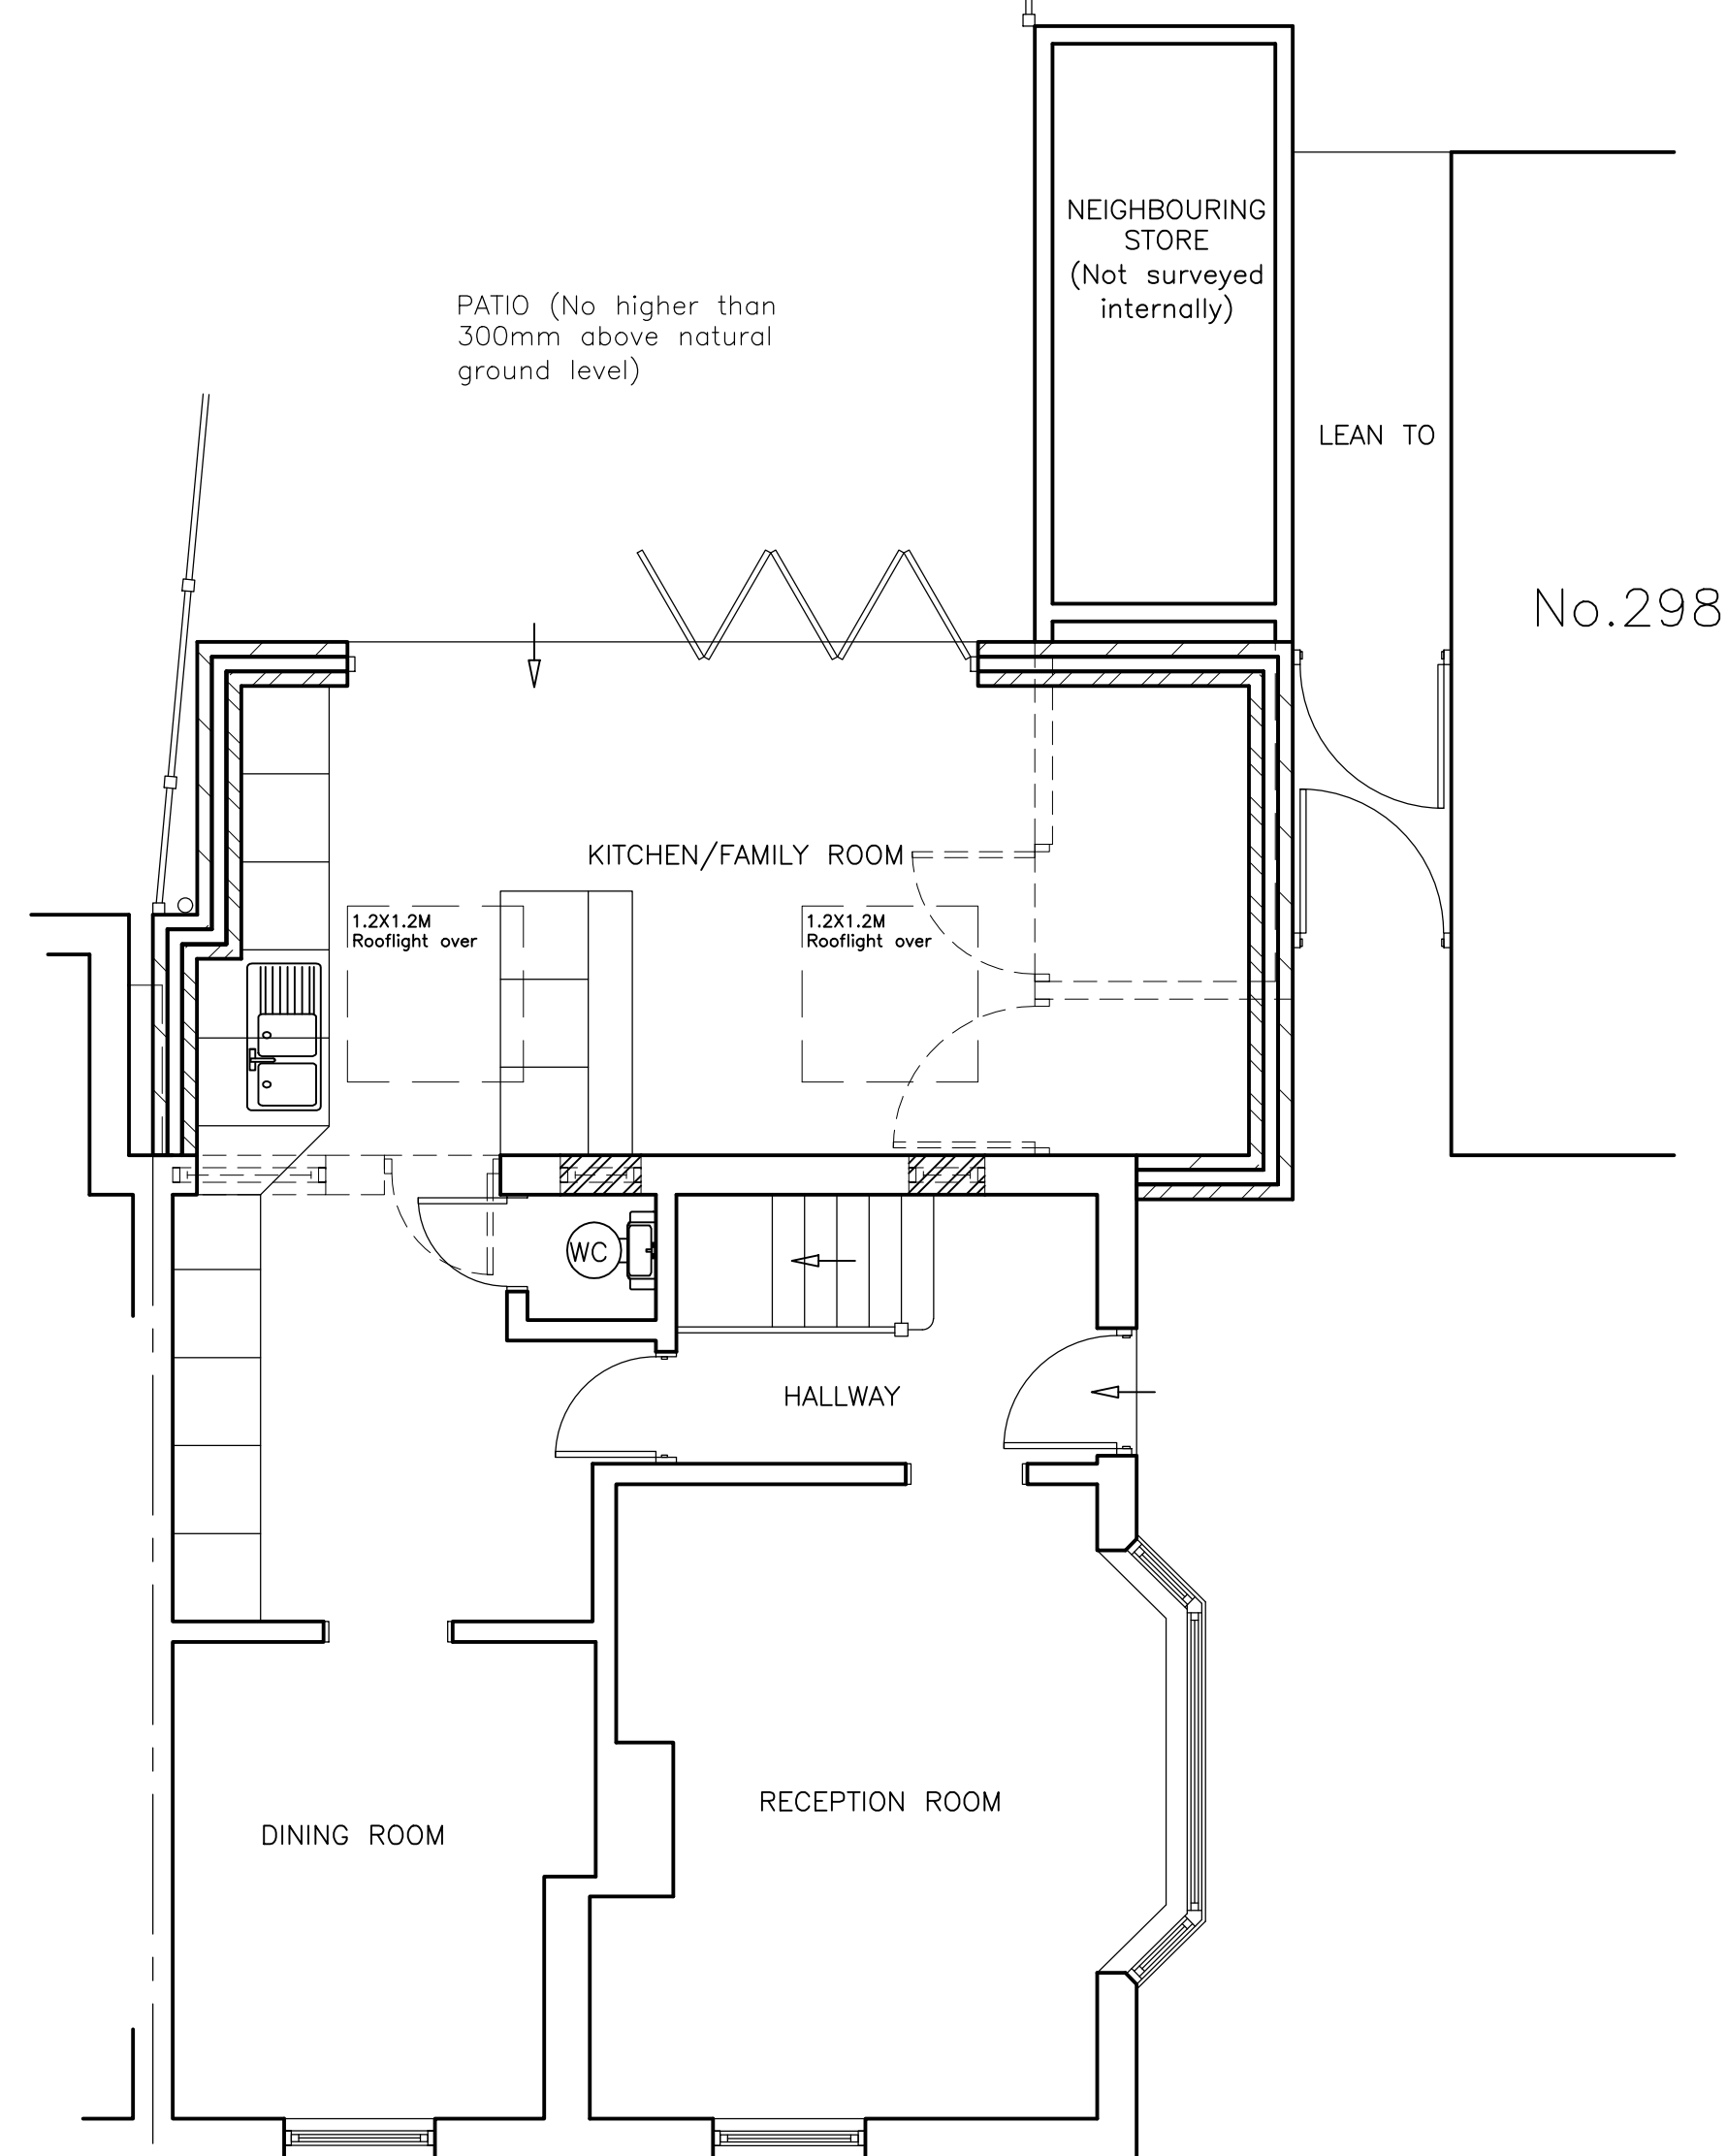 NEIGHBOURING
STORE
(Not surveyed
internally)
PATIO (No higher than
300mm above natural
ground level)
LEAN TO
No.298
KITCHEN/FAMILY ROOM
1.2X1.2M
Rooflight over
1.2X1.2M
Rooflight over
WC
HALLWAY
RECEPTION ROOM
DINING ROOM